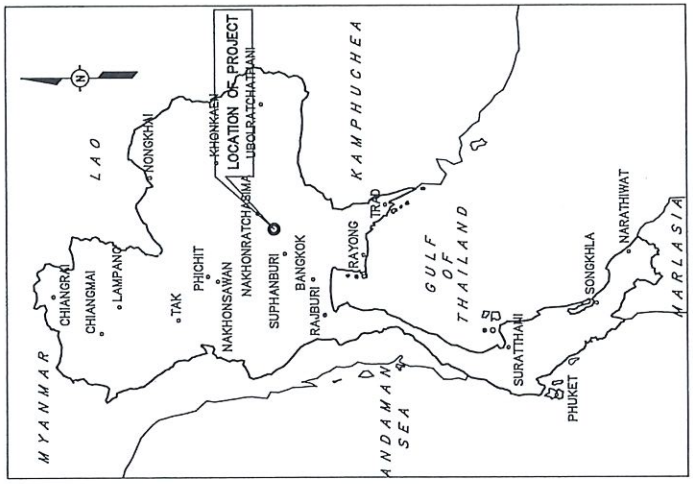 MYANMAR
LAO
N
CHIANGRAI
CHIANGMAI
LAMPANG
NONGKHAI
TAK
PHICHIT
KHONKAEN
LOCATION OF PROJECT
UBOLRATCHATHANI
NAKHONSAWAN
NAKHONRATCHASIMA
SUPHANBURI
BANGKOK
RAJBURI
KAMPHUCHEA
RAYONG
TRAD
GULF
OF
THAILAND
ANDAMAN
SEA
SURATTHANI
PHUKET
SONGKHLA
NARATHIWAT
MARLASIA